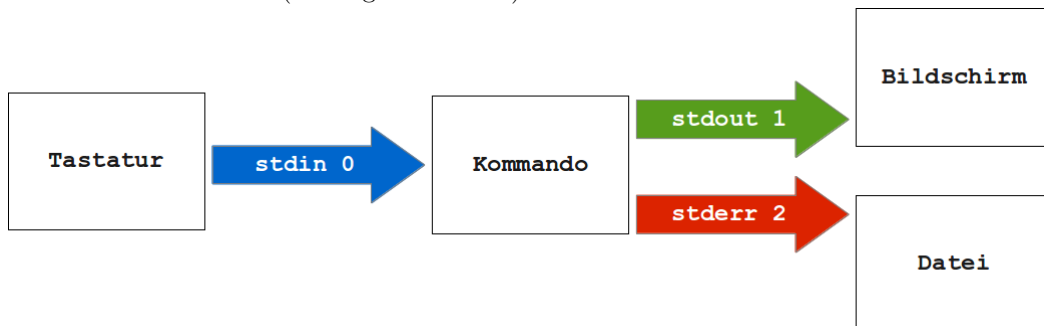 Bildschirm
stdout 1
Tastatur
stdin 0
Kommando
stderr 2
Datei